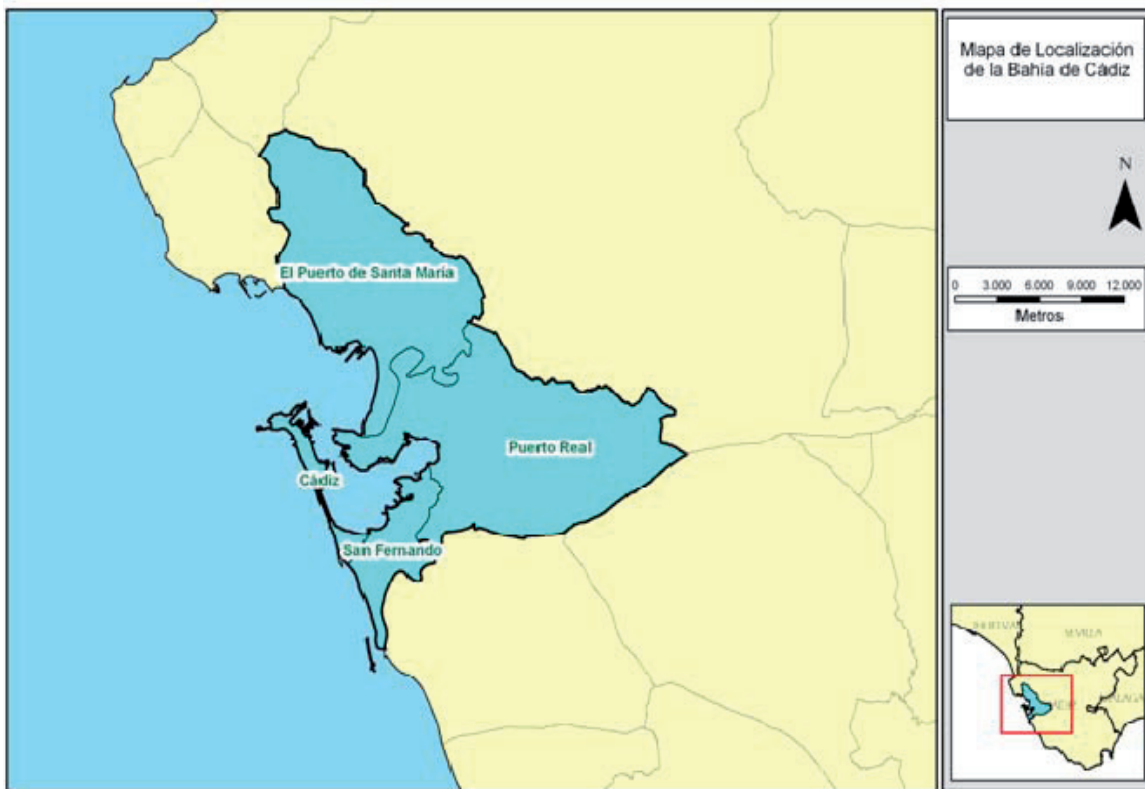 Mapa de Localización
de la Bahía de Cádiz
N
0 3.000 6.000 9.000 12.000
Metros
El Puerto de Santa María
Puerto Real
Cádiz
San Fernando
SEVILLA